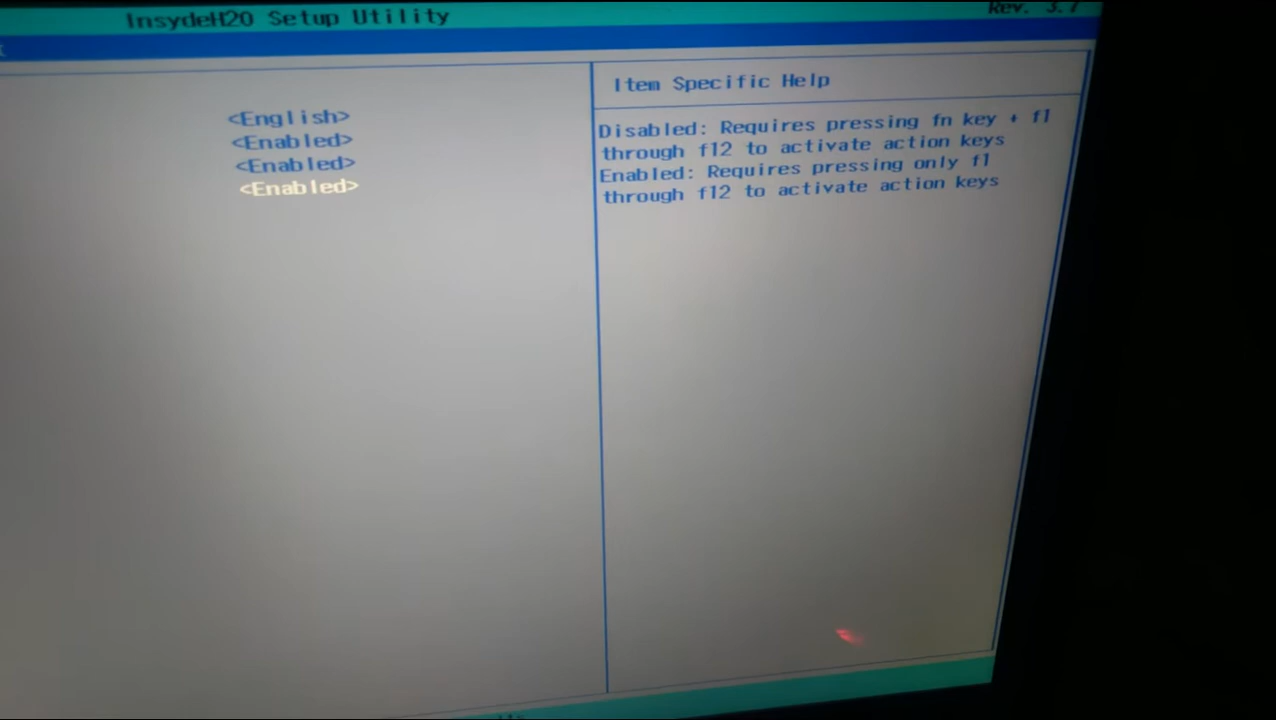 InsydeH20 Setup Utility
Rev. 3.7
<English>
<Enabled>
<Enabled>
<Enabled>
Item Specific Help
Disabled: Requires pressing fn key + f1
through f12 to activate action keys
Enabled: Requires pressing only f1
through f12 to activate action keys